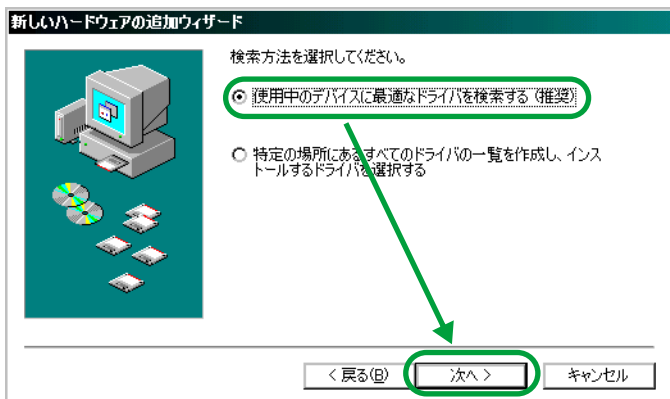 新しいハードウェアの追加ウィザード
検索方法を選択してください。
使用中のデバイスに最適なドライバを検索する (推奨)
特定の場所にあるすべてのドライバの一覧を作成し、インス
トールするドライバを選択する
< 戻る(B)
次へ >
キャンセル